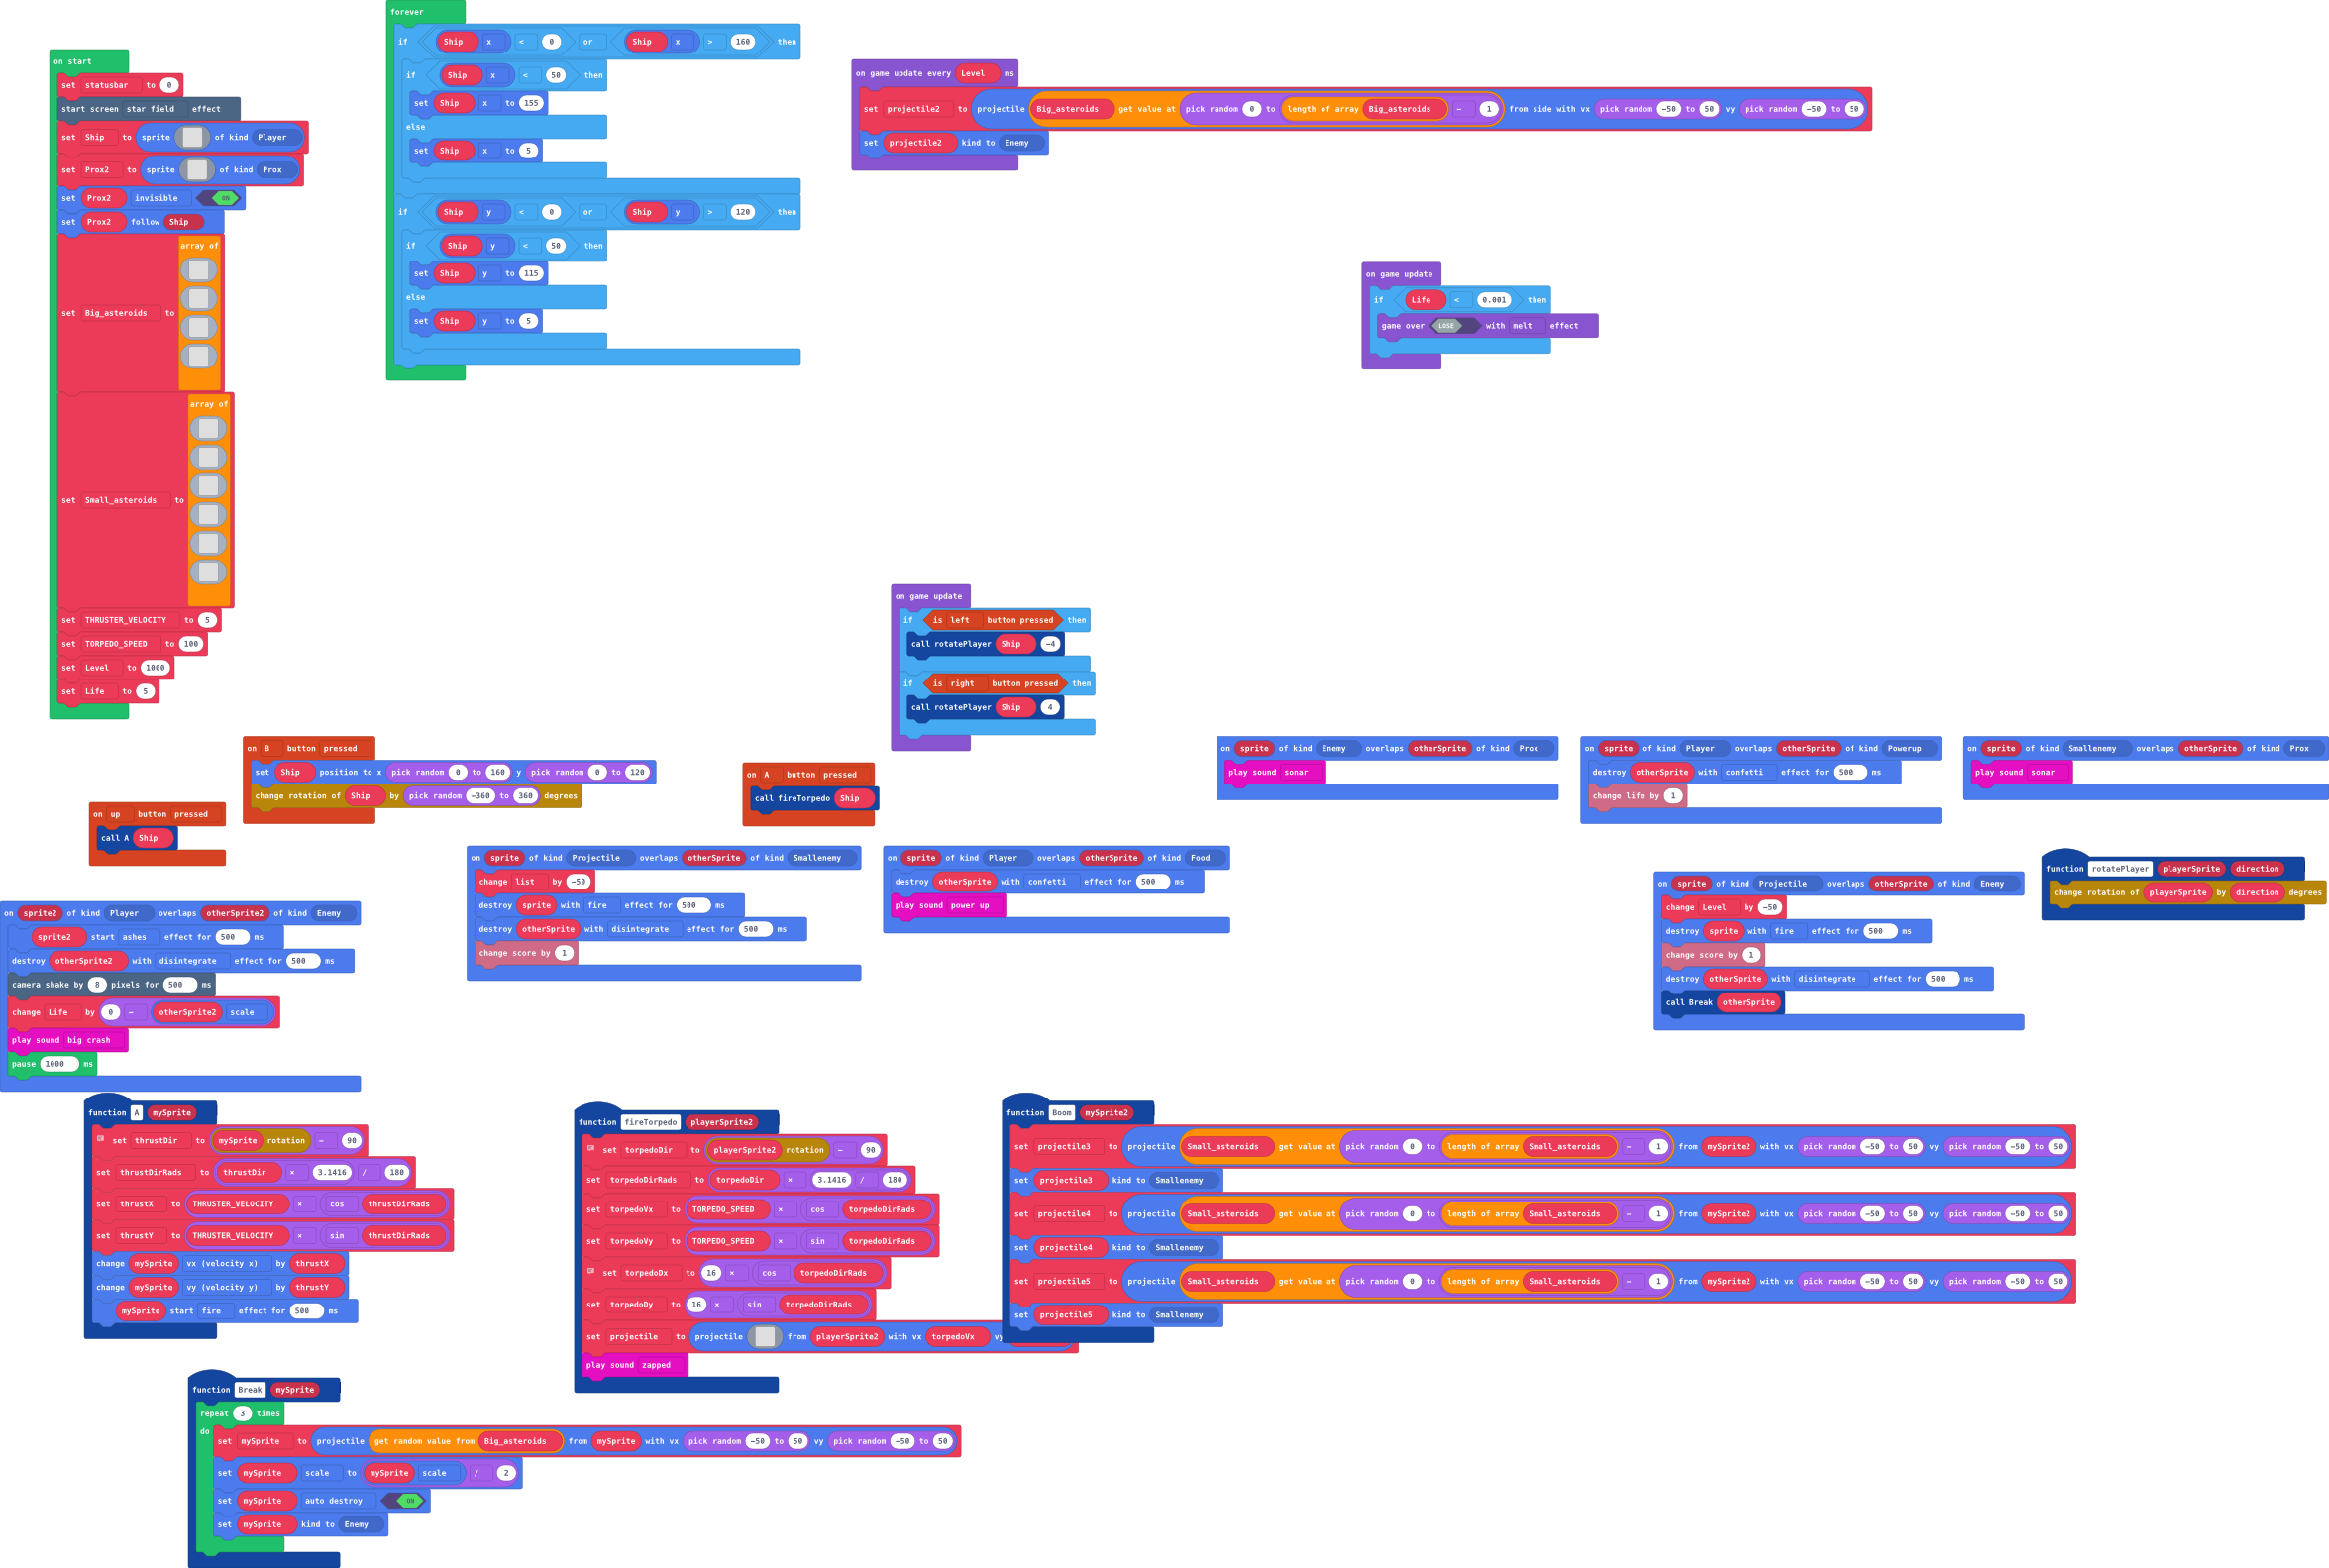 on start
set statusbar to 0
start screen star field effect
set Ship to sprite of kind Player
set Prox2 to sprite of kind Prox
set Prox2 invisible ON
set Prox2 follow Ship
set Big_asteroids to array of
set Small_asteroids to array of
set THRUSTER_VELOCITY to 5
set TORPEDO_SPEED to 100
set Level to 1000
set Life to 5
forever
if Ship x < 0 or Ship x > 160 then
if Ship x < 50 then
set Ship x to 155
else
set Ship x to 5
if Ship y < 0 or Ship y > 120 then
if Ship y < 50 then
set Ship y to 115
else
set Ship y to 5
on game update every Level ms
set projectile2 to projectile Big_asteroids get value at pick random 0 to length of array Big_asteroids - 1 from side with vx pick random -50 to 50 vy pick random -50 to 50
set projectile2 kind to Enemy
on game update
if Life < 0.001 then
game over LOSE with melt effect
on game update
if is left button pressed then
call rotatePlayer Ship -4
if is right button pressed then
call rotatePlayer Ship 4
on B button pressed
set Ship position to x pick random 0 to 160 y pick random 0 to 120
change rotation of Ship by pick random -360 to 360 degrees
on A button pressed
call fireTorpedo Ship
on sprite of kind Enemy overlaps otherSprite of kind Prox
play sound sonar
on sprite of kind Player overlaps otherSprite of kind Powerup
destroy otherSprite with confetti effect for 500 ms
change life by 1
on sprite of kind Smallenemy overlaps otherSprite of kind Prox
play sound sonar
on up button pressed
call A Ship
on sprite of kind Projectile overlaps otherSprite of kind Smallenemy
change list by -50
destroy sprite with fire effect for 500 ms
destroy otherSprite with disintegrate effect for 500 ms
change score by 1
on sprite of kind Player overlaps otherSprite of kind Food
destroy otherSprite with confetti effect for 500 ms
play sound power up
on sprite of kind Projectile overlaps otherSprite of kind Enemy
change Level by -50
destroy sprite with fire effect for 500 ms
change score by 1
destroy otherSprite with disintegrate effect for 500 ms
call Break otherSprite
function rotatePlayer playerSprite direction
change rotation of playerSprite by direction degrees
on sprite2 of kind Player overlaps otherSprite2 of kind Enemy
sprite2 start ashes effect for 500 ms
destroy otherSprite2 with disintegrate effect for 500 ms
camera shake by 8 pixels for 500 ms
change Life by 0 - otherSprite2 scale
play sound big crash
pause 1000 ms
function A mySprite
set thrustDir to mySprite rotation - 90
set thrustDirRads to thrustDir × 3.1416 / 180
set thrustX to THRUSTER_VELOCITY × cos thrustDirRads
set thrustY to THRUSTER_VELOCITY × sin thrustDirRads
change mySprite vx (velocity x) by thrustX
change mySprite vy (velocity y) by thrustY
mySprite start fire effect for 500 ms
function fireTorpedo playerSprite2
set torpedoDir to playerSprite2 rotation - 90
set torpedoDirRads to torpedoDir × 3.1416 / 180
set torpedoVx to TORPEDO_SPEED × cos torpedoDirRads
set torpedoVy to TORPEDO_SPEED × sin torpedoDirRads
set torpedoDx to 16 × cos torpedoDirRads
set torpedoDy to 16 × sin torpedoDirRads
set projectile to projectile from playerSprite2 with vx torpedoVx vy
play sound zapped
function Boom mySprite2
set projectile3 to projectile Small_asteroids get value at pick random 0 to length of array Small_asteroids - 1 from mySprite2 with vx pick random -50 to 50 vy pick random -50 to 50
set projectile3 kind to Smallenemy
set projectile4 to projectile Small_asteroids get value at pick random 0 to length of array Small_asteroids - 1 from mySprite2 with vx pick random -50 to 50 vy pick random -50 to 50
set projectile4 kind to Smallenemy
set projectile5 to projectile Small_asteroids get value at pick random 0 to length of array Small_asteroids - 1 from mySprite2 with vx pick random -50 to 50 vy pick random -50 to 50
set projectile5 kind to Smallenemy
function Break mySprite
repeat 3 times
do
set mySprite to projectile get random value from Big_asteroids from mySprite with vx pick random -50 to 50 vy pick random -50 to 50
set mySprite scale to mySprite scale / 2
set mySprite auto destroy ON
set mySprite kind to Enemy